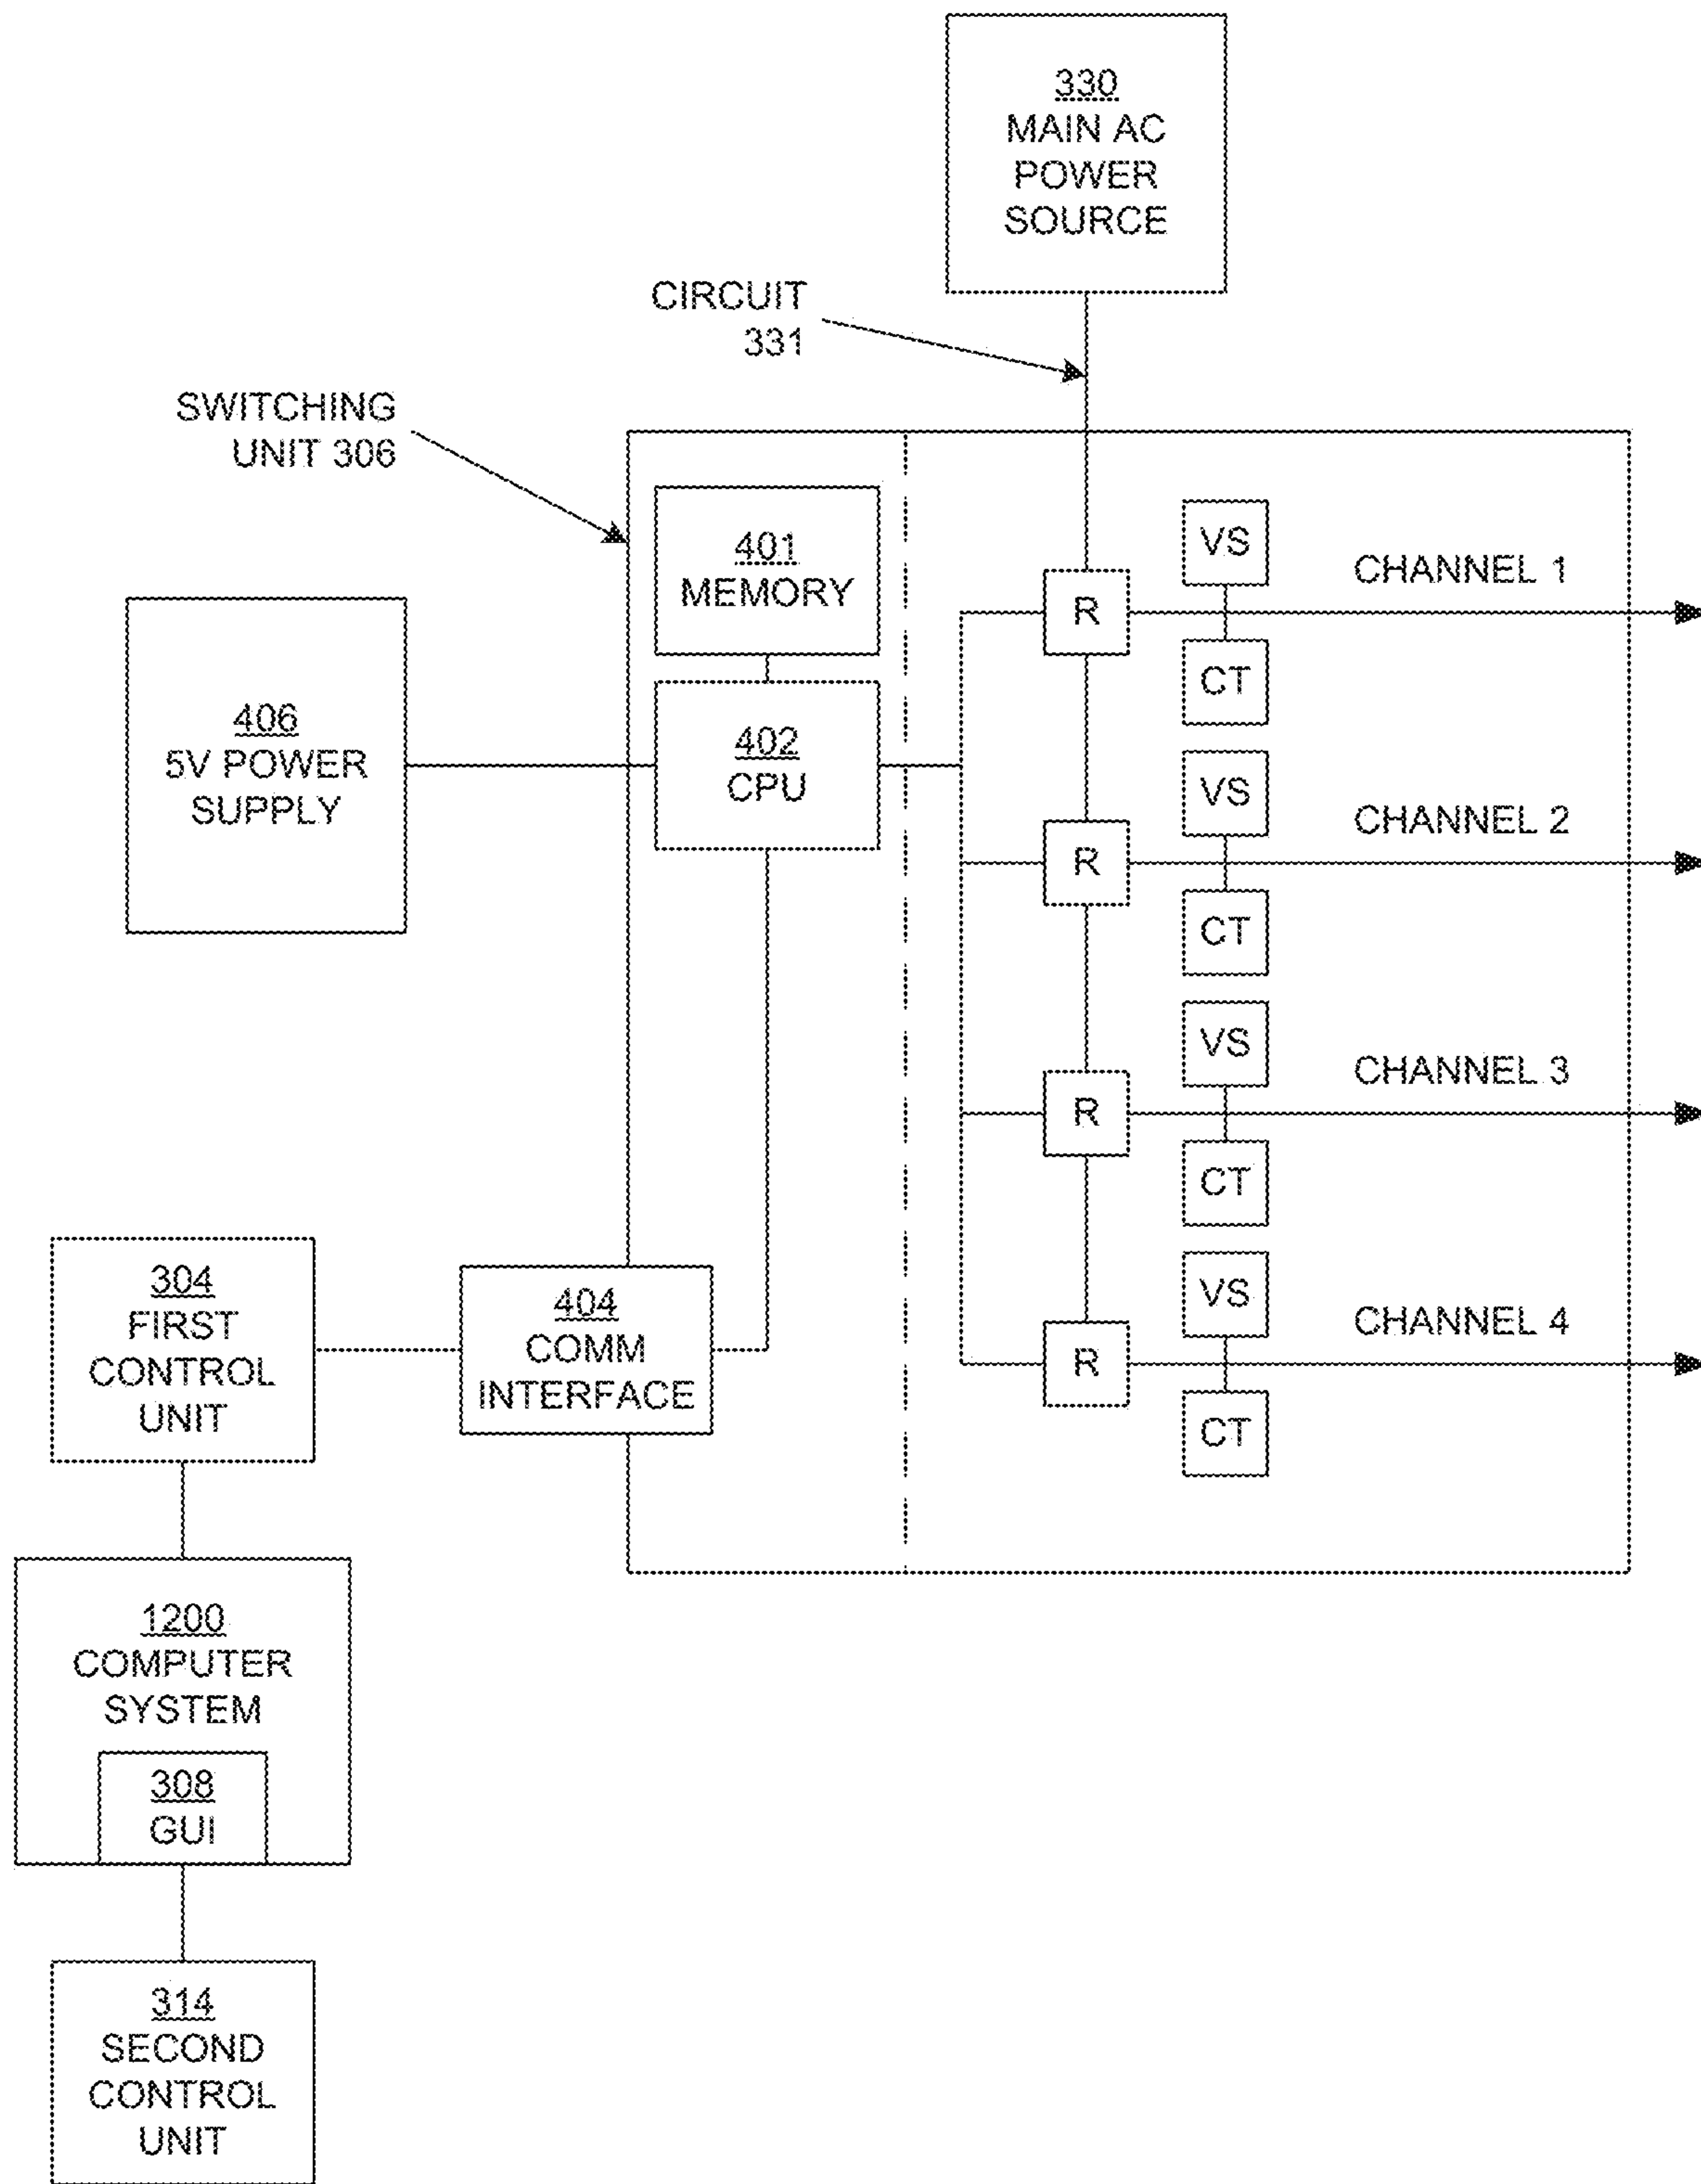 330
MAIN AC
POWER
SOURCE
CIRCUIT
331
SWITCHING
UNIT 306
401
MEMORY
406
5V POWER
SUPPLY
402
CPU
R
VS
CT
CHANNEL 1
R
VS
CT
CHANNEL 2
R
VS
CT
CHANNEL 3
R
VS
CT
CHANNEL 4
304
FIRST
CONTROL
UNIT
404
COMM
INTERFACE
1200
COMPUTER
SYSTEM
308
GUI
314
SECOND
CONTROL
UNIT